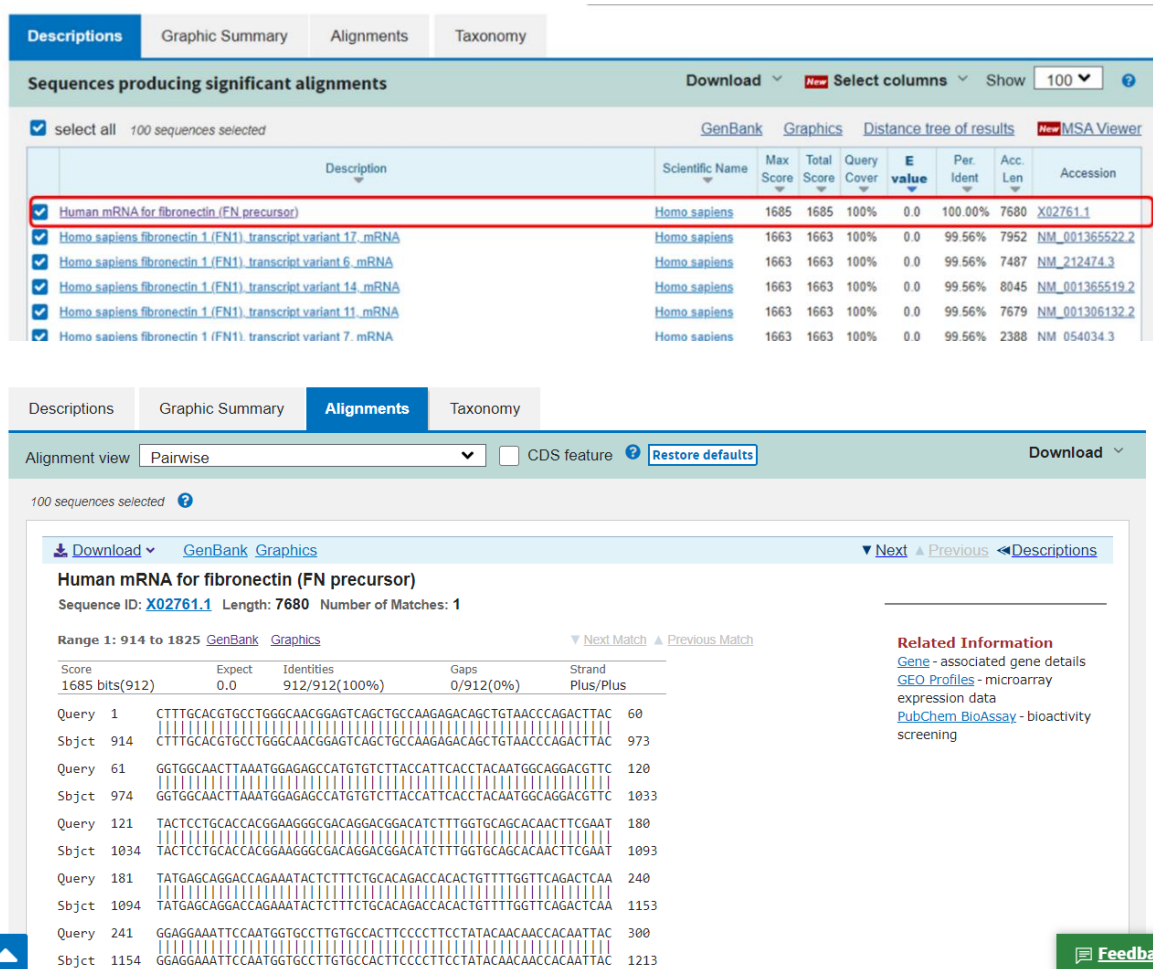 Descriptions Graphic Summary Alignments Taxonomy
Sequences producing significant alignments Download New Select columns Show 100
select all 100 sequences selected GenBank Graphics Distance tree of results New MSA Viewer
Description Scientific Name Max Score Total Score Query Cover E value Per. Ident Acc. Len Accession
Human mRNA for fibronectin (FN precursor) Homo sapiens 1685 1685 100% 0.0 100.00% 7680 X02761.1
Homo sapiens fibronectin 1 (FN1), transcript variant 17, mRNA Homo sapiens 1663 1663 100% 0.0 99.56% 7952 NM_001365522.2
Homo sapiens fibronectin 1 (FN1), transcript variant 6, mRNA Homo sapiens 1663 1663 100% 0.0 99.56% 7487 NM_212474.3
Homo sapiens fibronectin 1 (FN1), transcript variant 14, mRNA Homo sapiens 1663 1663 100% 0.0 99.56% 8045 NM_001365519.2
Homo sapiens fibronectin 1 (FN1), transcript variant 11, mRNA Homo sapiens 1663 1663 100% 0.0 99.56% 7679 NM_001306132.2
Homo sapiens fibronectin 1 (FN1), transcript variant 7, mRNA Homo sapiens 1663 1663 100% 0.0 99.56% 2388 NM_054034.3
Descriptions Graphic Summary Alignments Taxonomy
Alignment view Pairwise CDS feature Restore defaults Download
100 sequences selected
Download GenBank Graphics Next Previous Descriptions
Human mRNA for fibronectin (FN precursor)
Sequence ID: X02761.1 Length: 7680 Number of Matches: 1
Range 1: 914 to 1825 GenBank Graphics Next Match Previous Match
Score Expect Identities Gaps Strand
1685 bits(912) 0.0 912/912(100%) 0/912(0%) Plus/Plus
Query 1 CTTTGCACGTGCCTGGGCAACGGAGTCAGCTGCCAAGAGACAGCTGTAACCCAGACTTAC 60
Sbjct 914 CTTTGCACGTGCCTGGGCAACGGAGTCAGCTGCCAAGAGACAGCTGTAACCCAGACTTAC 973
Query 61 GGTGGCAACTTAAATGGAGAGCCATGTGTCTTACCATTCACCTACAATGGCAGGACGTTC 120
Sbjct 974 GGTGGCAACTTAAATGGAGAGCCATGTGTCTTACCATTCACCTACAATGGCAGGACGTTC 1033
Query 121 TACTCCTGCACCACGGAAGGGCGACAGGACGGACATCTTTGGTGCAGCACAACTTCGAAT 180
Sbjct 1034 TACTCCTGCACCACGGAAGGGCGACAGGACGGACATCTTTGGTGCAGCACAACTTCGAAT 1093
Query 181 TATGAGCAGGACCAGAAATACTCTTTCTGCACAGACCACACTGTTTTGGTTCAGACTCAA 240
Sbjct 1094 TATGAGCAGGACCAGAAATACTCTTTCTGCACAGACCACACTGTTTTGGTTCAGACTCAA 1153
Query 241 GGAGGAAATTCCAATGGTGCCTTGTGCCACTTCCCCTTCCTATACAACAACCACAATTAC 300
Sbjct 1154 GGAGGAAATTCCAATGGTGCCTTGTGCCACTTCCCCTTCCTATACAACAACCACAATTAC 1213
Related Information
Gene - associated gene details
GEO Profiles - microarray
expression data
PubChem BioAssay - bioactivity
screening
Feedba